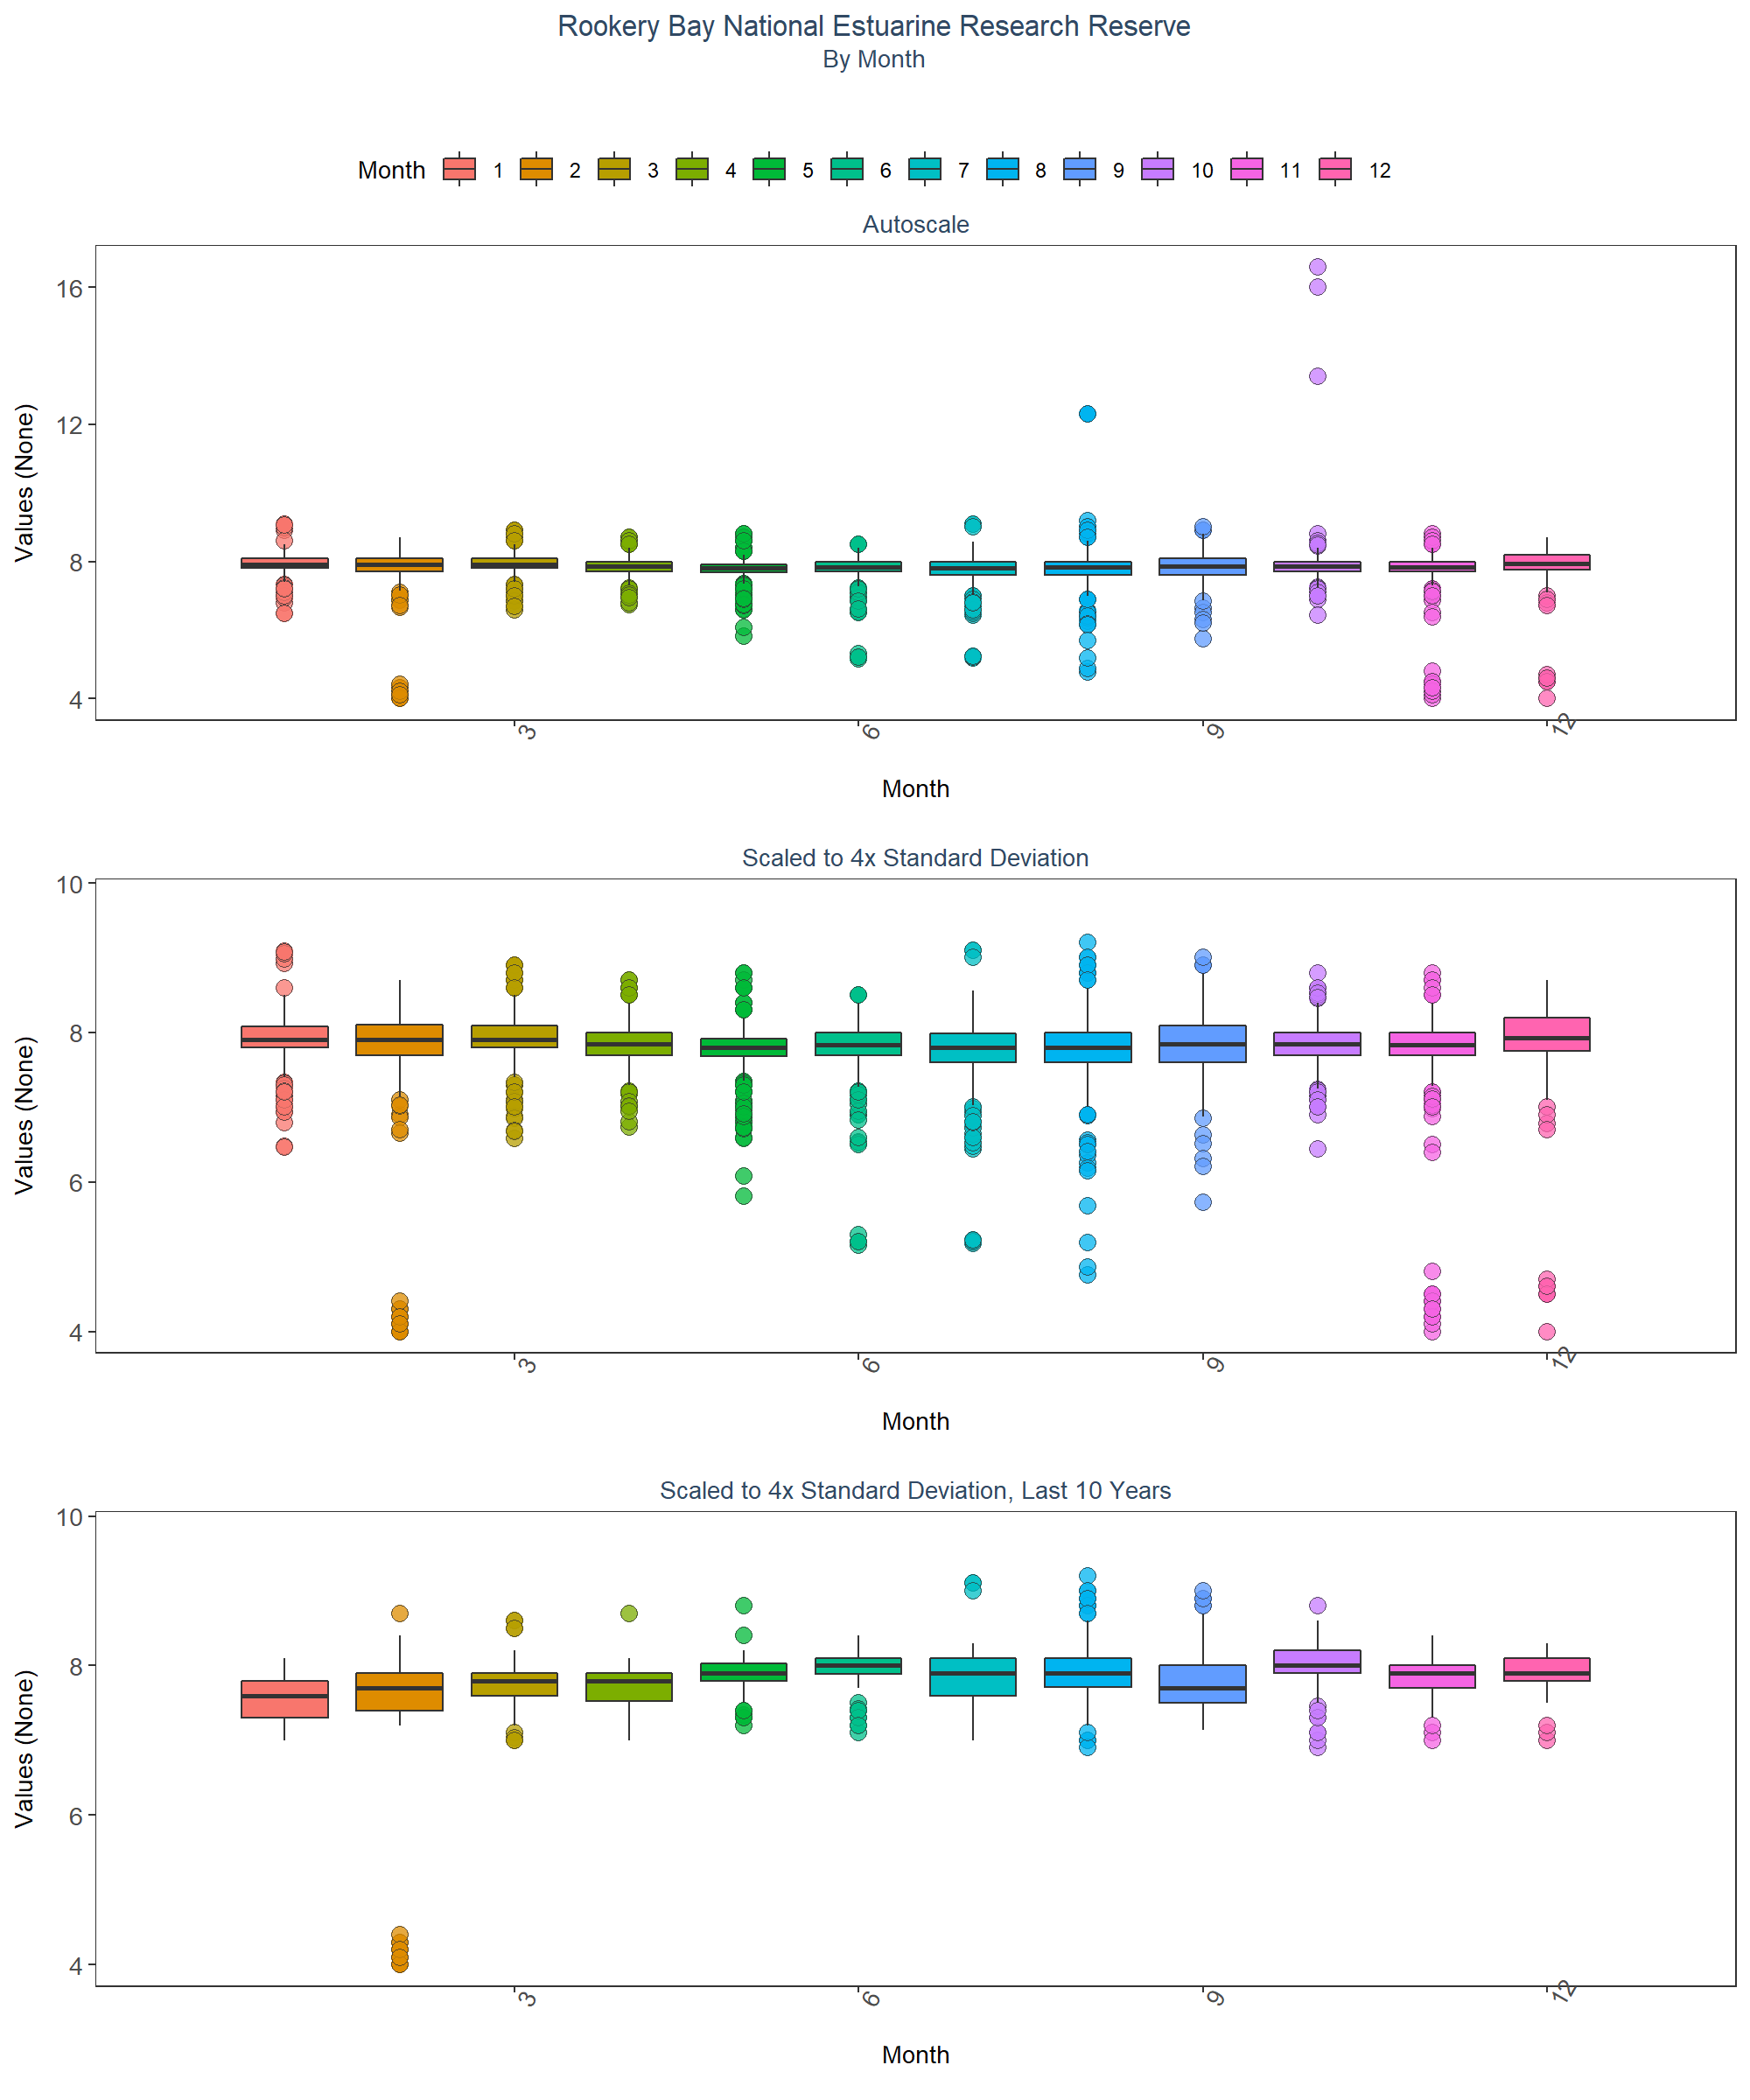 Rookery Bay National Estuarine Research Reserve
By Month
Month 1 2 3 4 5 6 7 8 9 10 11 12
Autoscale
16
12
8
4
Values (None)
3 6 9 12
Month
Scaled to 4x Standard Deviation
10
8
6
4
Values (None)
3 6 9 12
Month
Scaled to 4x Standard Deviation, Last 10 Years
10
8
6
4
Values (None)
3 6 9 12
Month